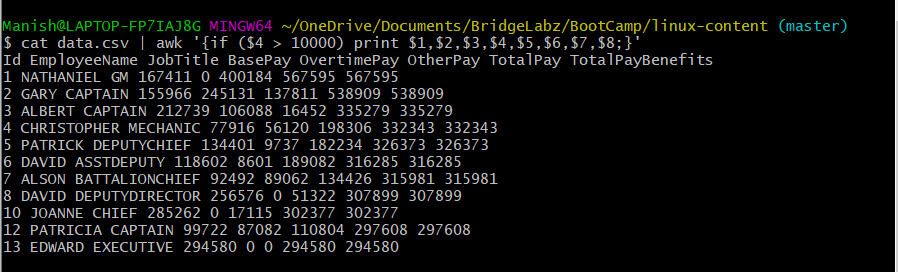 Manish@LAPTOP-FP7IAJ8G MINGW64 ~/OneDrive/Documents/BridgeLabz/BootCamp/linux-content (master)
$ cat data.csv | awk '{if ($4 > 10000) print $1,$2,$3,$4,$5,$6,$7,$8;}'
Id EmployeeName JobTitle BasePay OvertimePay OtherPay TotalPay TotalPayBenefits
1 NATHANIEL GM 167411 0 400184 567595 567595
2 GARY CAPTAIN 155966 245131 137811 538909 538909
3 ALBERT CAPTAIN 212739 106088 16452 335279 335279
4 CHRISTOPHER MECHANIC 77916 56120 198306 332343 332343
5 PATRICK DEPUTYCHIEF 134401 9737 182234 326373 326373
6 DAVID ASSTDEPUTY 118602 8601 189082 316285 316285
7 ALSON BATTALIONCHIEF 92492 89062 134426 315981 315981
8 DAVID DEPUTYDIRECTOR 256576 0 51322 307899 307899
10 JOANNE CHIEF 285262 0 17115 302377 302377
12 PATRICIA CAPTAIN 99722 87082 110804 297608 297608
13 EDWARD EXECUTIVE 294580 0 0 294580 294580